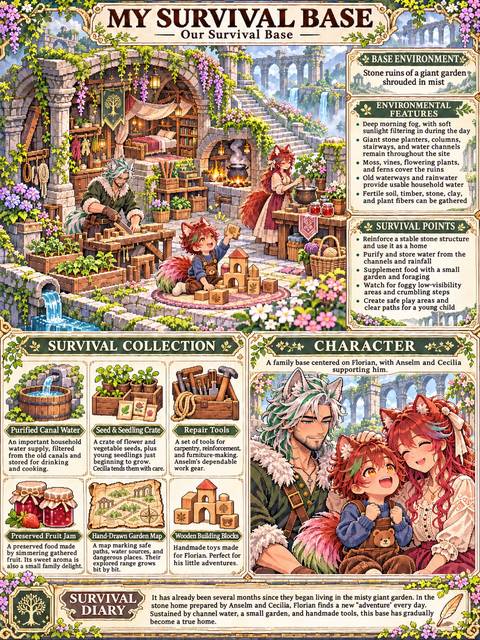 MY SURVIVAL BASE
Our Survival Base
BASE ENVIRONMENT
Stone ruins of a giant garden
shrouded in mist
ENVIRONMENTAL
FEATURES
• Deep morning fog, with soft
sunlight filtering in during the day
• Giant stone planters, columns,
stairways, and water channels
remain throughout the site
• Moss, vines, flowering plants,
and ferns cover the ruins
• Old waterways and rainwater
provide usable household water
• Fertile soil, timber, stone, clay,
and plant fibers can be gathered
SURVIVAL POINTS
• Reinforce a stable stone structure
and use it as a home
• Purify and store water from the
channels and rainfall
• Supplement food with a small
garden and foraging
• Watch for foggy low-visibility
areas and crumbling steps
• Create safe play areas and
clear paths for a young child
SURVIVAL COLLECTION
Purified Canal Water
An important household
water supply, filtered
from the old canals and
stored for drinking
and cooking.
Seed & Seedling Crate
A crate of flower and
vegetable seeds, plus
young seedlings just
beginning to grow.
Cecilia tends them with care.
Repair Tools
A set of tools for
carpentry, reinforcement,
and furniture-making.
Anselm's dependable
work gear.
Preserved Fruit Jam
A preserved food made
by simmering gathered
fruit. Its sweet aroma is
also a small family delight.
Hand-Drawn Garden Map
A map marking safe
paths, water sources, and
dangerous places. Their
explored range grows
bit by bit.
Wooden Building Blocks
Handmade toys made
for Florian. Perfect for
his little adventures.
CHARACTER
A family base centered on Florian, with Anselm and Cecilia
supporting him.
SURVIVAL
DIARY
It has already been several months since they began living in the misty giant garden. In the
stone home prepared by Anselm and Cecilia, Florian finds a new "adventure" every day.
Sustained by channel water, a small garden, and handmade tools, this base has gradually
become a true home.